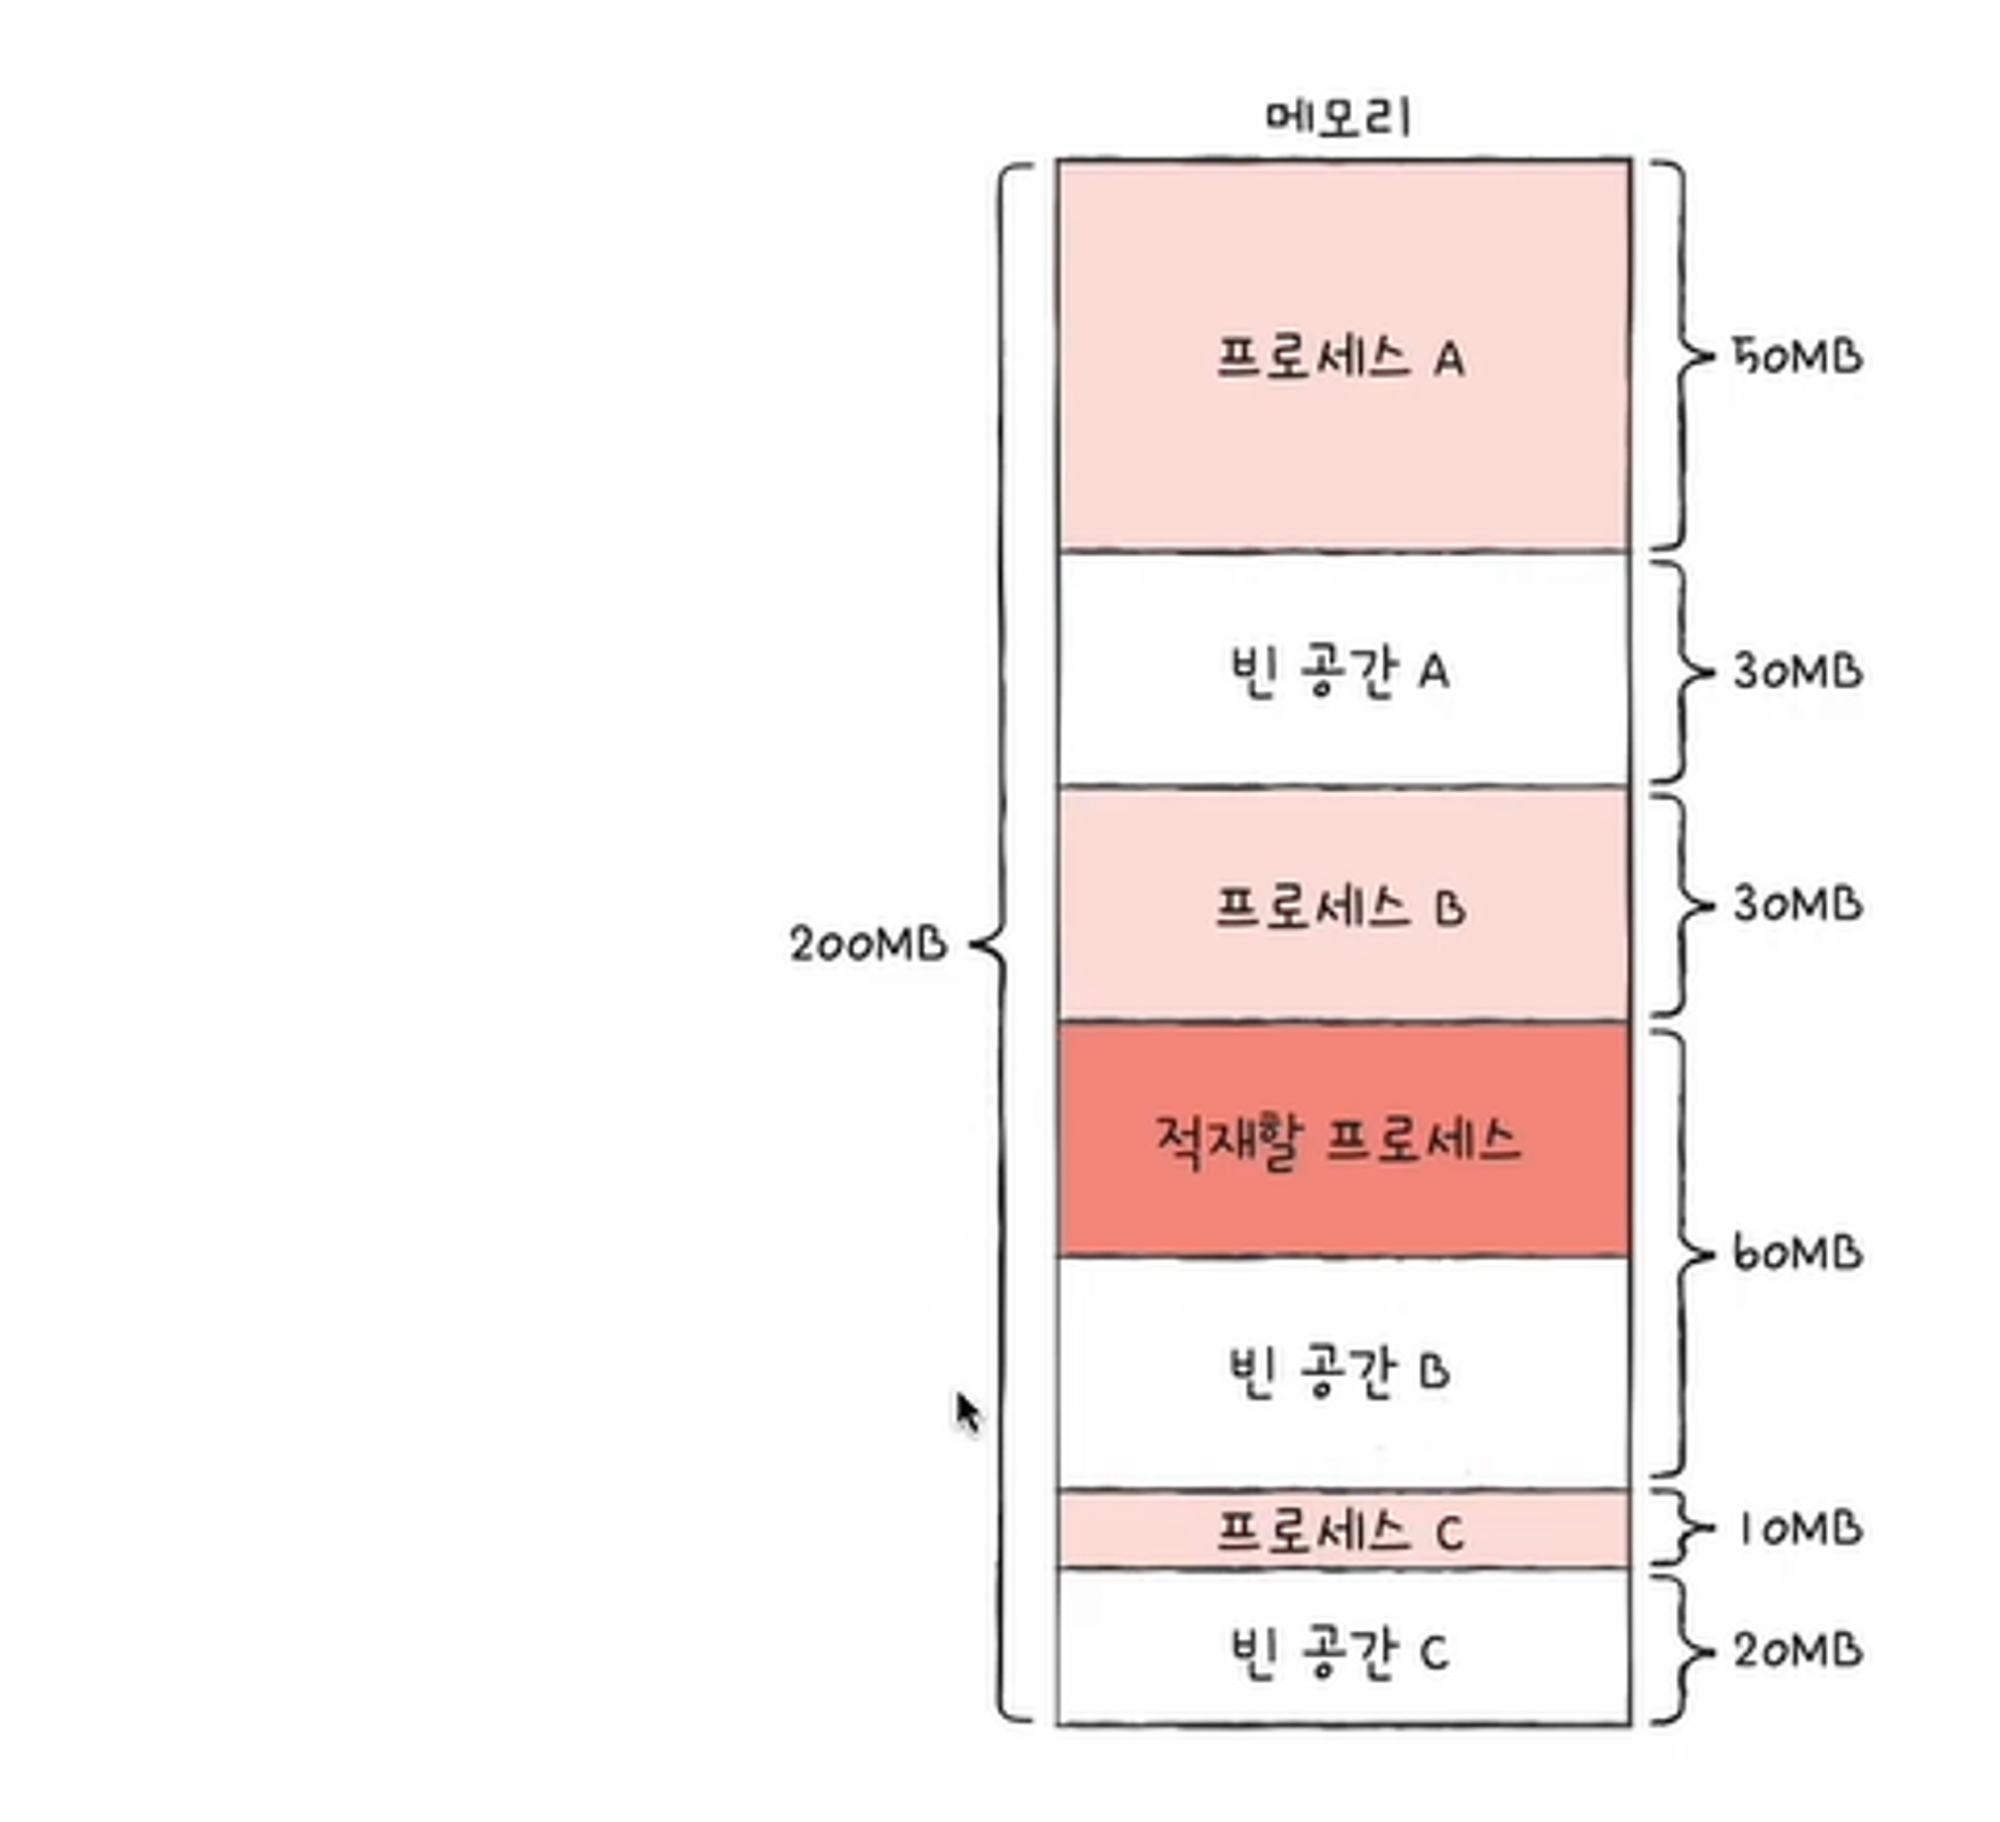 메모리
프로세스 A
50MB
빈 공간 A
30MB
프로세스 B
30MB
200MB
적재할 프로세스
60MB
빈 공간 B
프로세스 C
10MB
빈 공간 C
20MB